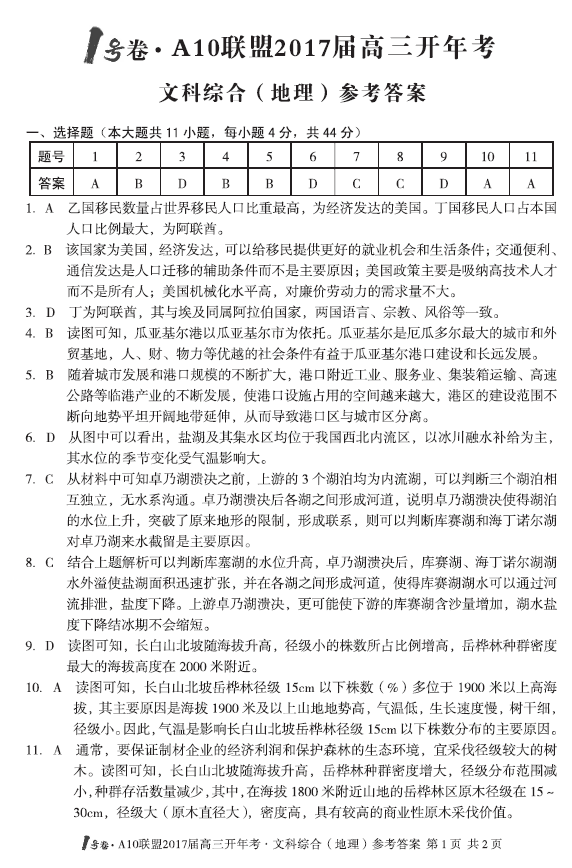 1号卷·A10联盟2017届高三开年考
文科综合（地理）参考答案
一、选择题（本大题共 11 小题，每小题 4 分，共 44 分）
题号 1 2 3 4 5 6 7 8 9 10 11
答案 A B D B B D C C D A A
1. A 乙国移民数量占世界移民人口比重最高，为经济发达的美国。丁国移民人口占本国
人口比例最大，为阿联酋。
2. B 该国家为美国，经济发达，可以给移民提供更好的就业机会和生活条件；交通便利、
通信发达是人口迁移的辅助条件而不是主要原因；美国政策主要是吸纳高技术人才
而不是所有人；美国机械化水平高，对廉价劳动力的需求量不大。
3. D 丁为阿联酋，其与埃及同属阿拉伯国家，两国语言、宗教、风俗等一致。
4. B 读图可知，瓜亚基尔港以瓜亚基尔市为依托。瓜亚基尔是厄瓜多尔最大的城市和外
贸基地，人、财、物力等优越的社会条件有益于瓜亚基尔港口建设和长远发展。
5. B 随着城市发展和港口规模的不断扩大，港口附近工业、服务业、集装箱运输、高速
公路等临港产业的不断发展，使港口设施占用的空间越来越大，港区的建设范围不
断向地势平坦开阔地带延伸，从而导致港口区与城市区分离。
6. D 从图中可以看出，盐湖及其集水区均位于我国西北内流区，以冰川融水补给为主，
其水位的季节变化受气温影响大。
7. C 从材料中可知卓乃湖溃决之前，上游的 3 个湖泊均为内流湖，可以判断三个湖泊相
互独立，无水系沟通。卓乃湖溃决后各湖之间形成河道，说明卓乃湖溃决使得湖泊
的水位上升，突破了原来地形的限制，形成联系，则可以判断库赛湖和海丁诺尔湖
对卓乃湖来水截留是主要原因。
8. C 结合上题解析可以判断库塞湖的水位升高，卓乃湖溃决后，库赛湖、海丁诺尔湖湖
水外溢使盐湖面积迅速扩张，并在各湖之间形成河道，使得库赛湖湖水可以通过河
流排泄，盐度下降。上游卓乃湖溃决，更可能使下游的库赛湖含沙量增加，湖水盐
度下降结冰期不会缩短。
9. D 读图可知，长白山北坡随海拔升高，径级小的株数所占比例增高，岳桦林种群密度
最大的海拔高度在 2000 米附近。
10. A 读图可知，长白山北坡岳桦林径级 15cm 以下株数（%）多位于 1900 米以上高海
拔，其主要原因是海拔 1900 米及以上山地地势高，气温低，生长速度慢，树干细，
径级小。因此，气温是影响长白山北坡岳桦林径级 15cm 以下株数分布的主要原因。
11. A 通常，要保证制材企业的经济利润和保护森林的生态环境，宜采伐径级较大的树
木。读图可知，长白山北坡随海拔升高，岳桦林种群密度增大，径级分布范围减
小，种群存活数量减少，其中，在海拔 1800 米附近山地的岳桦林区原木径级在 15～
30cm，径级大（原木直径大），密度高，具有较高的商业性原木采伐价值。
1号卷·A10联盟2017届高三开年考·文科综合（地理）参考答案 第 1 页 共 2 页